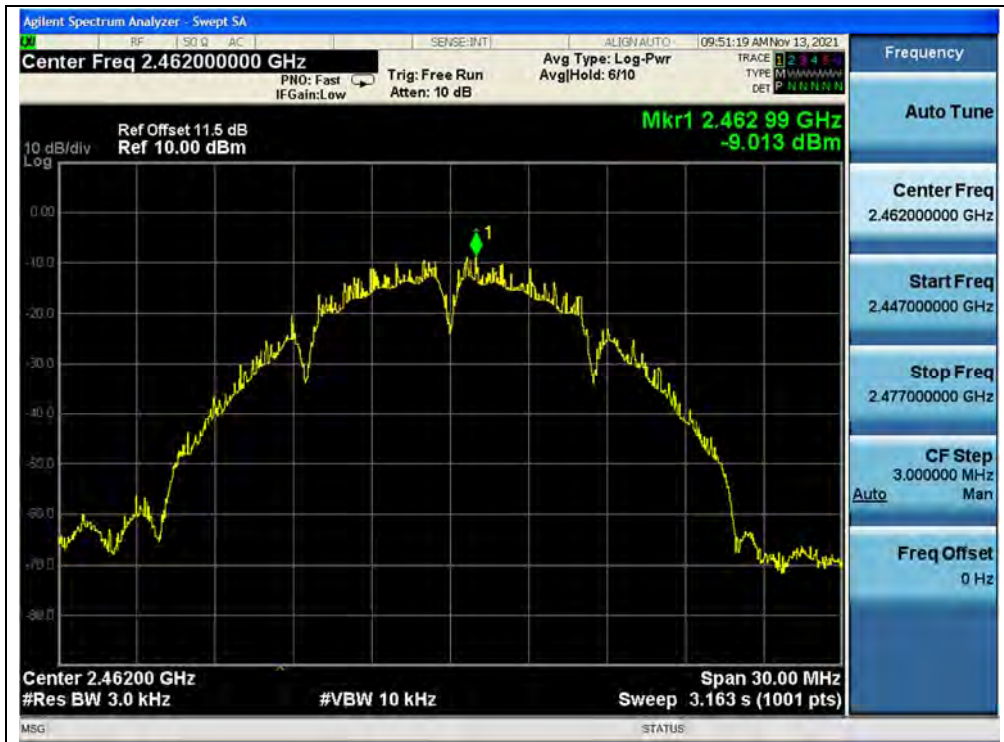 Agilent Spectrum Analyzer - Swept SA
RF 50 Ω AC SENSE:INT ALIGN AUTO 09:51:19 AM Nov 13, 2021
Center Freq 2.462000000 GHz
PNO: Fast
IFGain:Low
Trig: Free Run
Atten: 10 dB
Avg Type: Log-Pwr
Avg|Hold: 6/10
TRACE 1 2 3 4 5 6
TYPE M
DET P N N N N N
Mkr1 2.462 99 GHz
-9.013 dBm
Ref Offset 11.5 dB
10 dB/div Ref 10.00 dBm
Log
1
0.00
-10.0
-20.0
-30.0
-40.0
-50.0
-60.0
-70.0
-80.0
Center 2.46200 GHz Span 30.00 MHz
#Res BW 3.0 kHz #VBW 10 kHz Sweep 3.163 s (1001 pts)
MSG STATUS
Frequency
Auto Tune
Center Freq
2.462000000 GHz
Start Freq
2.447000000 GHz
Stop Freq
2.477000000 GHz
CF Step
3.000000 MHz
Auto Man
Freq Offset
0 Hz